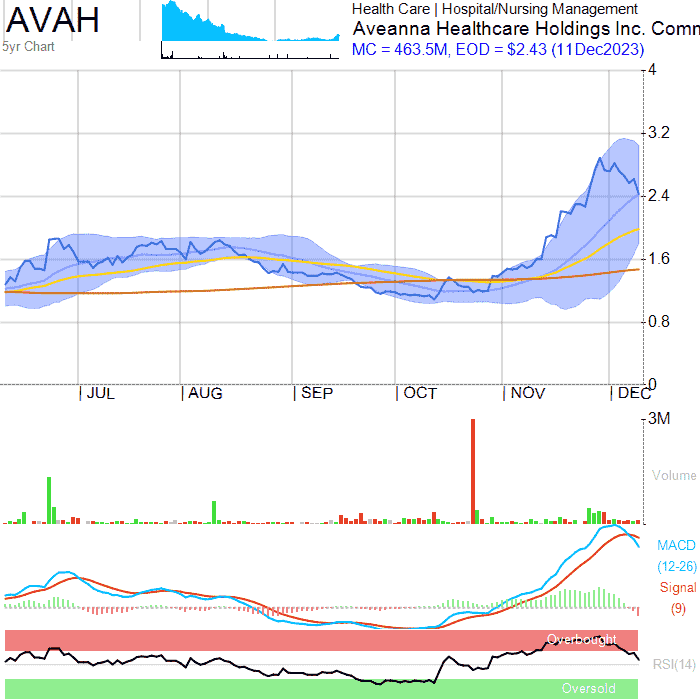 AVAH
5yr Chart
Health Care | Hospital/Nursing Management
Aveanna Healthcare Holdings Inc. Comm
MC = 463.5M, EOD = $2.43 (11Dec2023)
4
3.2
2.4
1.6
0.8
0
JUL AUG SEP OCT NOV DEC
3M
Volume
MACD
(12-26)
Signal
(9)
Overbought
RSI(14)
Oversold